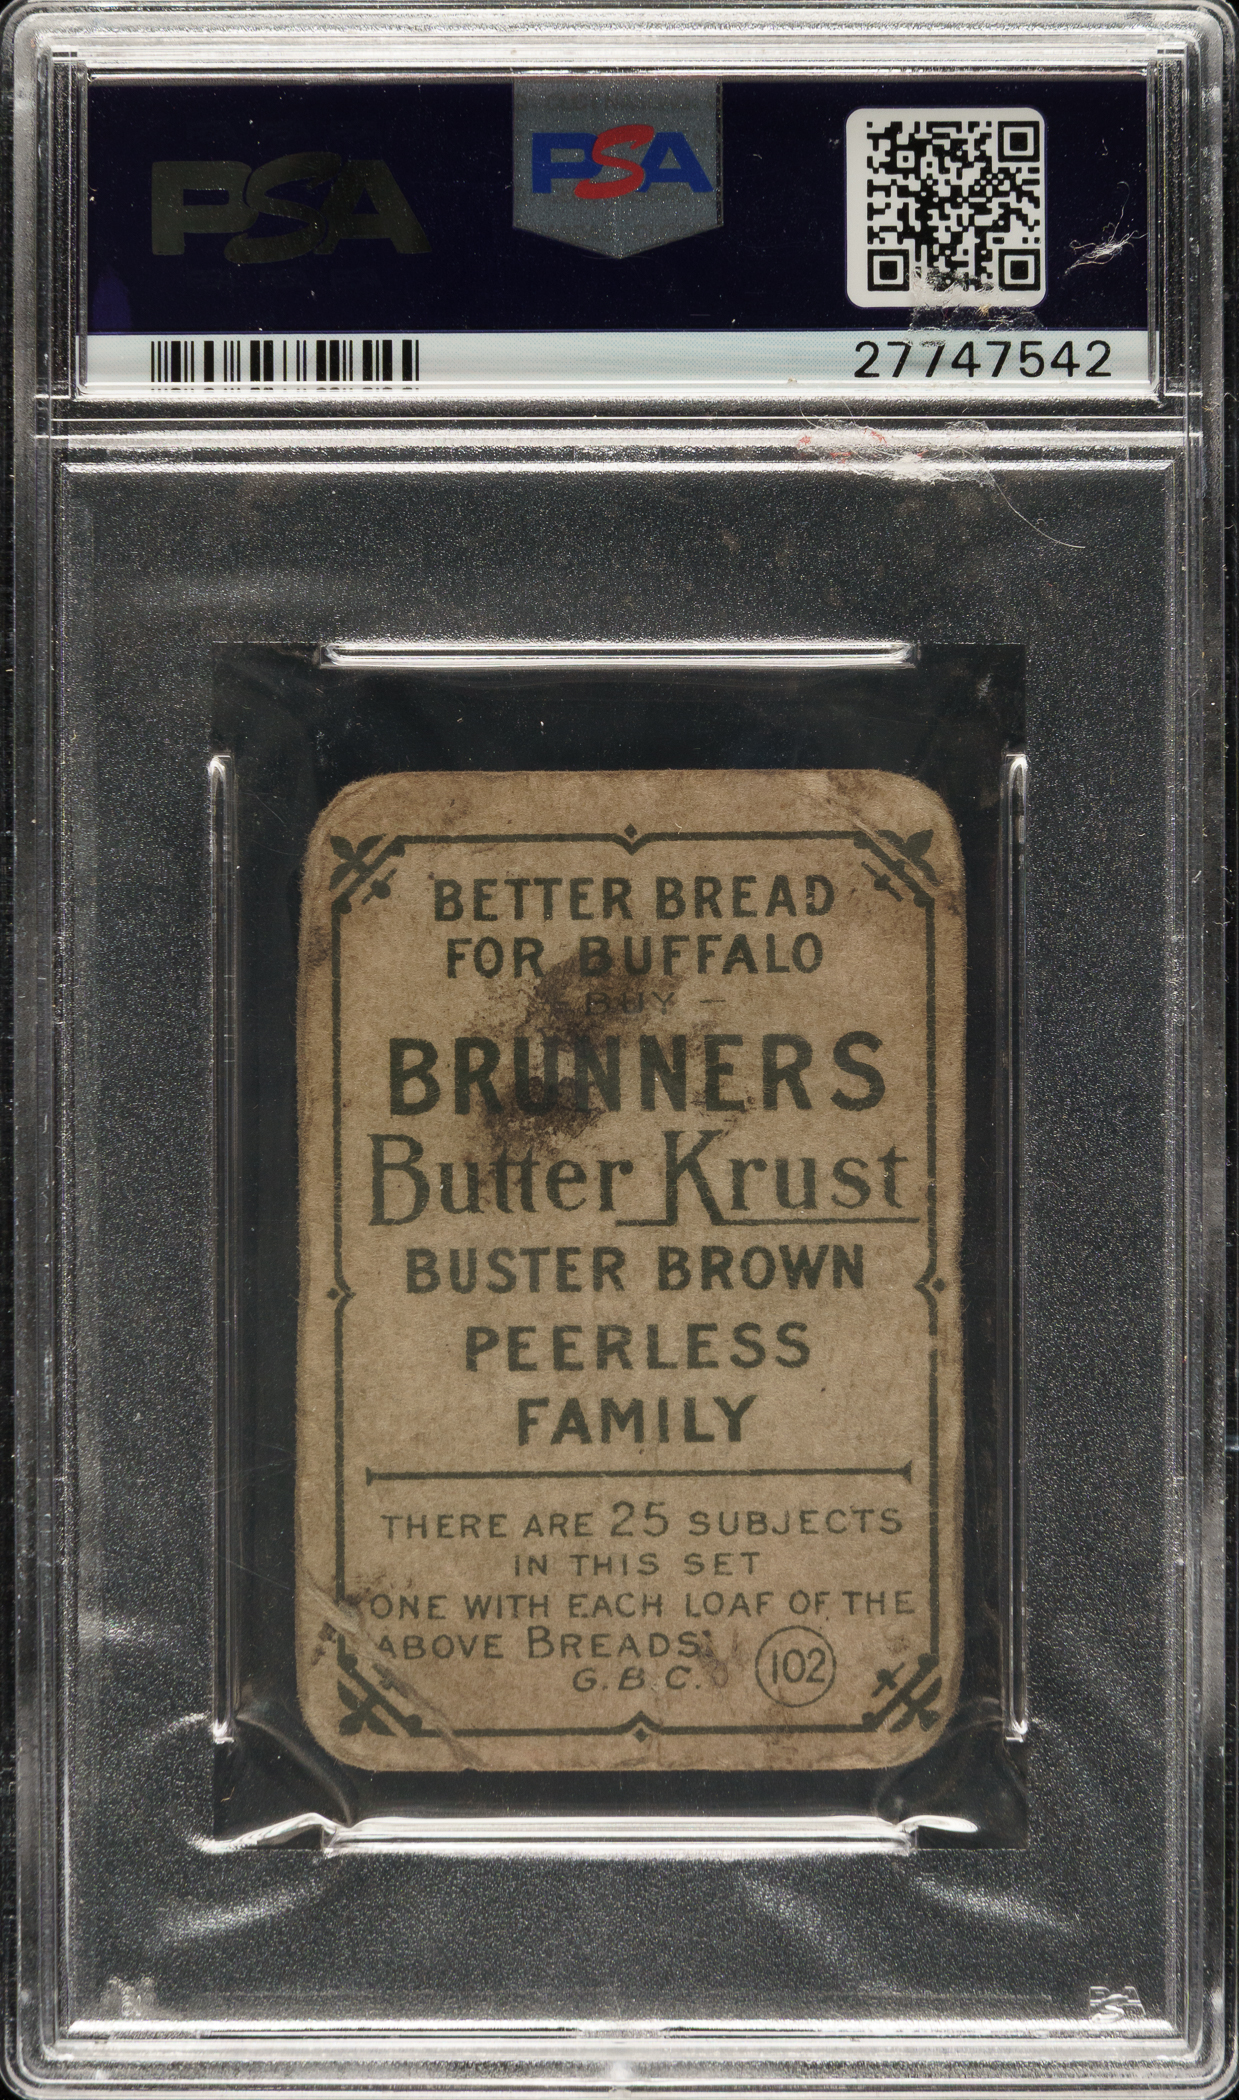 PSA
PSA
27747542
BETTER BREAD
FOR BUFFALO
- BUY -
BRUNNERS
Butter Krust
BUSTER BROWN
PEERLESS
FAMILY
THERE ARE 25 SUBJECTS
IN THIS SET
ONE WITH EACH LOAF OF THE
ABOVE BREADS
G.B.C. 102
PSA